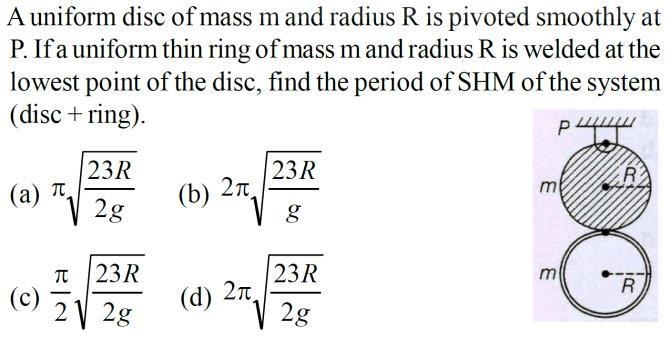 A uniform disc of mass m and radius R is pivoted smoothly at
P. If a uniform thin ring of mass m and radius R is welded at the
lowest point of the disc, find the period of SHM of the system
(disc + ring).
P
R
m
m
R
(a) π√(23R/2g) (b) 2π√(23R/g)
(c) π/2 √(23R/2g) (d) 2π√(23R/2g)